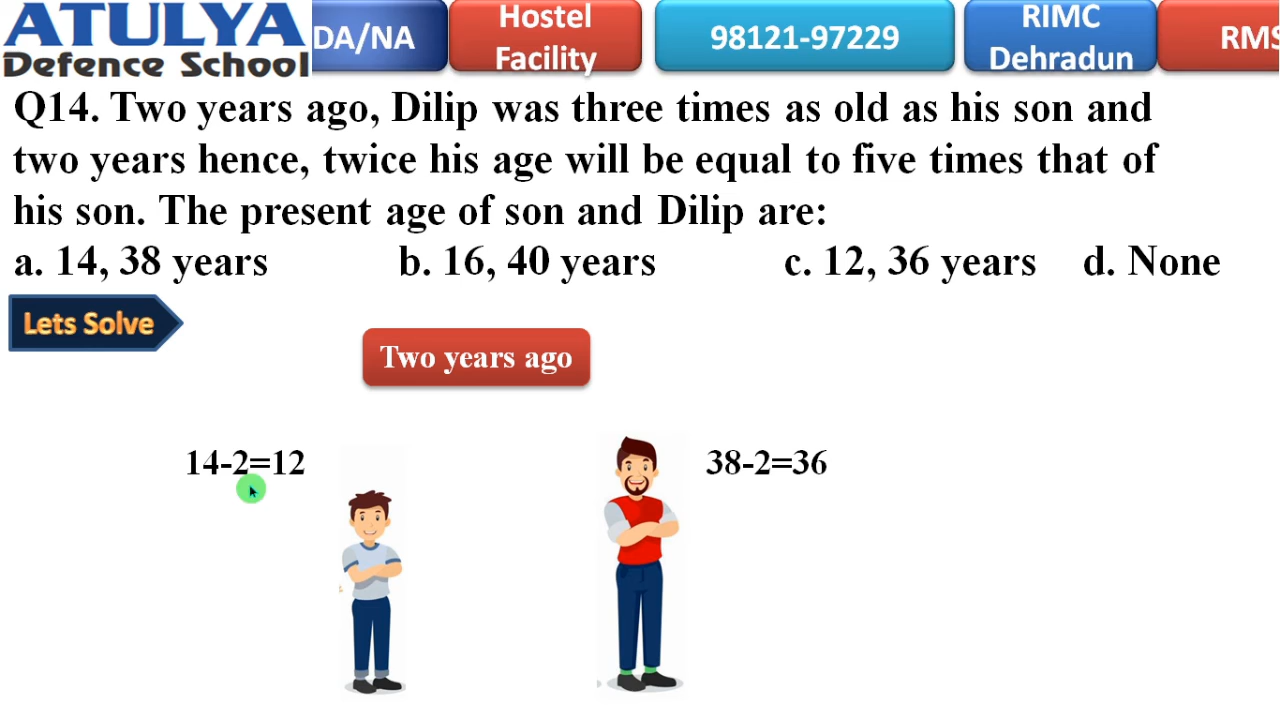 ATULYA
Defence School
DA/NA
Hostel
Facility
98121-97229
RIMC
Dehradun
RMS
Q14. Two years ago, Dilip was three times as old as his son and
two years hence, twice his age will be equal to five times that of
his son. The present age of son and Dilip are:
a. 14, 38 years b. 16, 40 years c. 12, 36 years d. None
Lets Solve
Two years ago
14-2=12 38-2=36